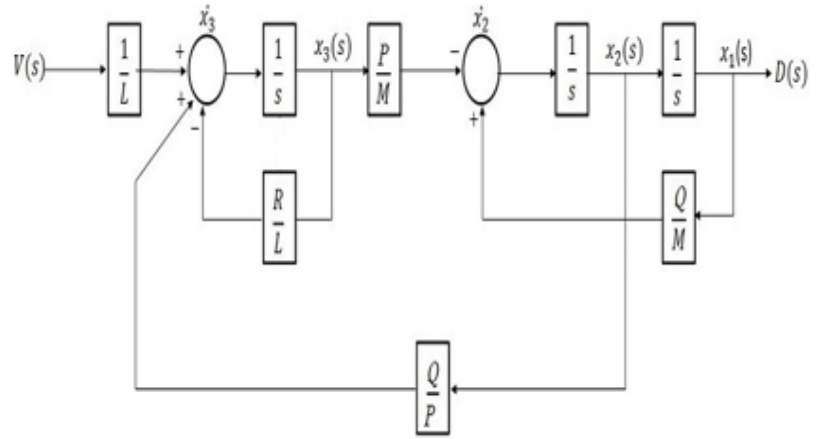 ẋ₃
ẋ₂
V(s)
1/L
+
+
−
1/s
x₃(s)
P/M
−
+
1/s
x₂(s)
1/s
x₁(s)
D(s)
R/L
Q/M
Q/P